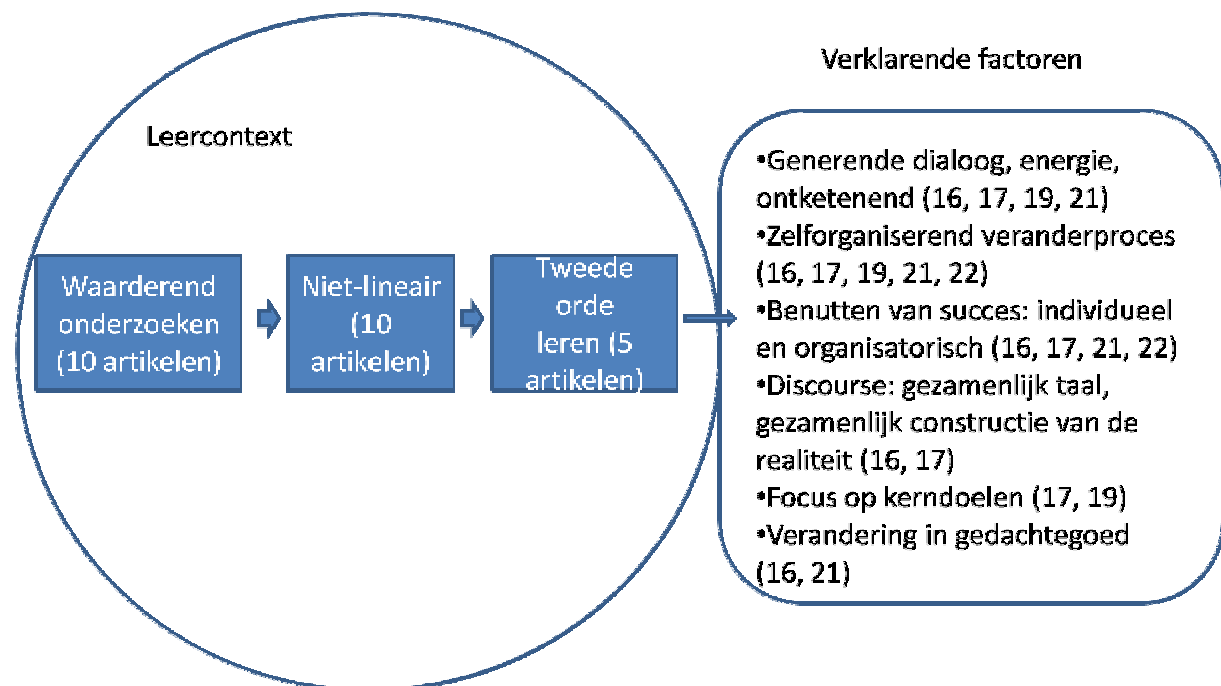 Verklarende factoren
Leercontext
Waarderend
onderzoeken
(10 artikelen)
Niet-lineair
(10
artikelen)
Tweede
orde
leren (5
artikelen)
•Generende dialoog, energie,
ontketenend (16, 17, 19, 21)
•Zelforganiserend veranderproces
(16, 17, 19, 21, 22)
•Benutten van succes: individueel
en organisatorisch (16, 17, 21, 22)
•Discourse: gezamenlijk taal,
gezamenlijk constructie van de
realiteit (16, 17)
•Focus op kerndoelen (17, 19)
•Verandering in gedachtegoed
(16, 21)